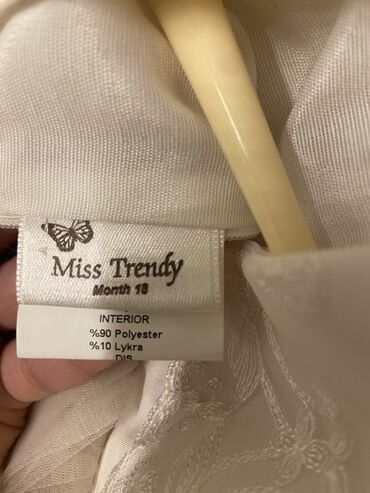 Miss Trendy
Month 18
INTERIOR
%90 Polyester
%10 Lykra
DIS